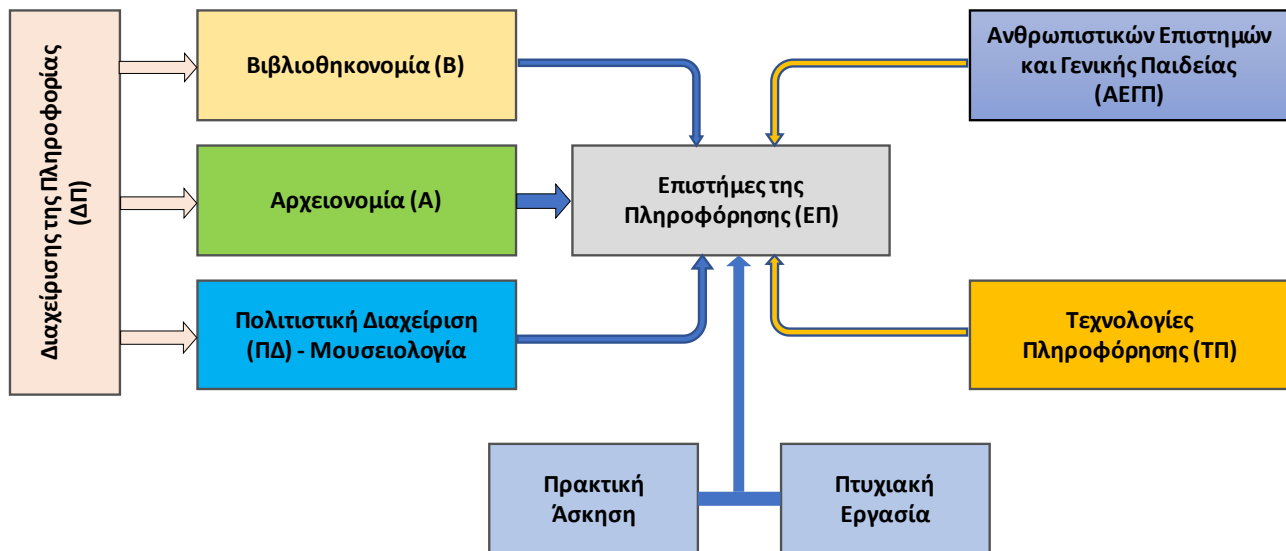 Διαχείρισης της Πληροφορίας
(ΔΠ)
Βιβλιοθηκονομία (Β)
Αρχειονομία (Α)
Πολιτιστική Διαχείριση
(ΠΔ) - Μουσειολογία
Επιστήμες της
Πληροφόρησης (ΕΠ)
Ανθρωπιστικών Επιστημών
και Γενικής Παιδείας
(ΑΕΓΠ)
Τεχνολογίες
Πληροφόρησης (ΤΠ)
Πρακτική
Άσκηση
Πτυχιακή
Εργασία